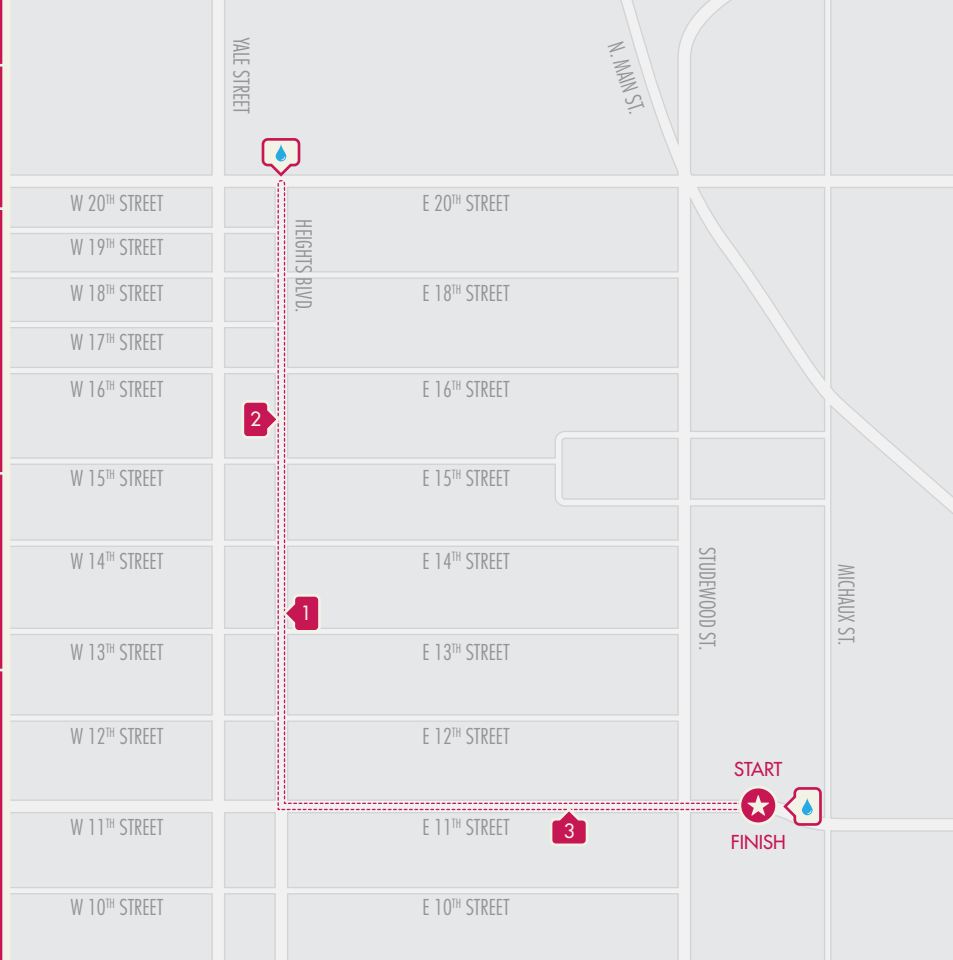 YALE STREET
N. MAIN ST.
W 20TH STREET
E 20TH STREET
HEIGHTS BLVD.
W 19TH STREET
W 18TH STREET
E 18TH STREET
W 17TH STREET
W 16TH STREET
E 16TH STREET
2
W 15TH STREET
E 15TH STREET
W 14TH STREET
E 14TH STREET
STUDEWOOD ST.
MICHAUX ST.
1
W 13TH STREET
E 13TH STREET
W 12TH STREET
E 12TH STREET
START
W 11TH STREET
E 11TH STREET
3
FINISH
W 10TH STREET
E 10TH STREET